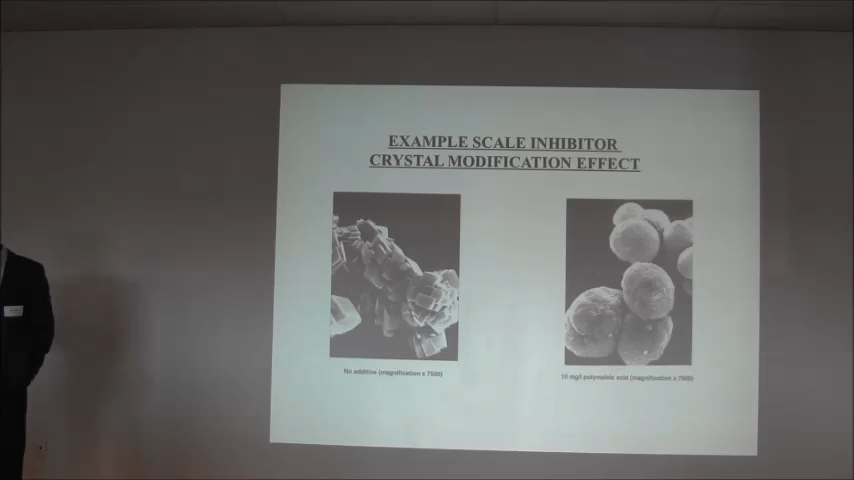 EXAMPLE SCALE INHIBITOR
CRYSTAL MODIFICATION EFFECT
No additive (magnification x 7500)
10 mg/l polymaleic acid (magnification x 7500)